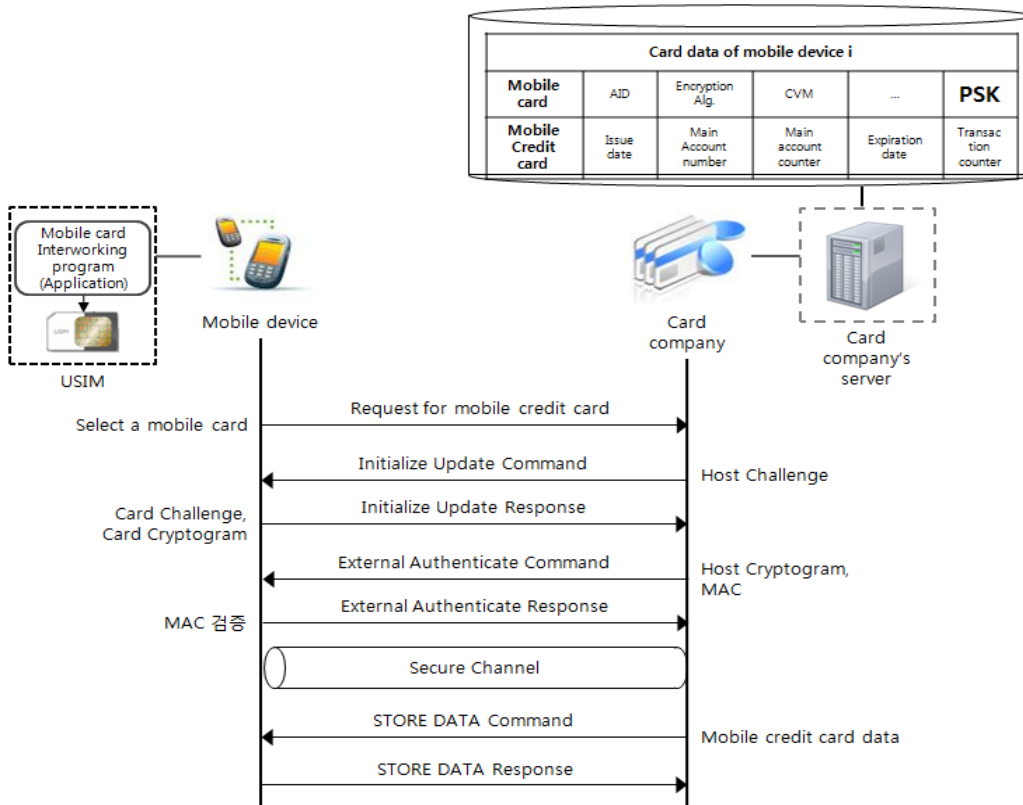 Card data of mobile device i
Mobile
card
AID
Encryption
Alg.
CVM
...
PSK
Mobile
Credit
card
Issue
date
Main
Account
number
Main
account
counter
Expiration
date
Transac
tion
counter
Mobile card
Interworking
program
(Application)
USIM
USIM
Mobile device
Card
company
Card
company's
server
Select a mobile card
Request for mobile credit card
Initialize Update Command
Host Challenge
Card Challenge,
Card Cryptogram
Initialize Update Response
External Authenticate Command
Host Cryptogram,
MAC
MAC 검증
External Authenticate Response
Secure Channel
STORE DATA Command
Mobile credit card data
STORE DATA Response